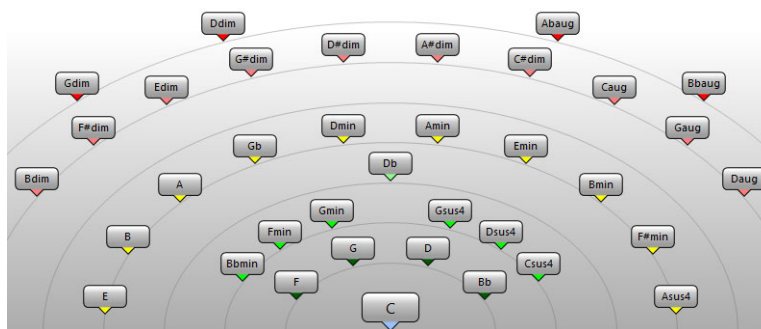 Ddim
Abaug
D#dim
A#dim
G#dim
C#dim
Gdim
Edim
Caug
Bbaug
F#dim
Dmin
Amin
Gaug
Gb
Emin
Db
Bdim
A
Bmin
Daug
Gmin
Gsus4
Fmin
Dsus4
B
F#min
G
D
Bbmin
Csus4
F
Bb
E
Asus4
C